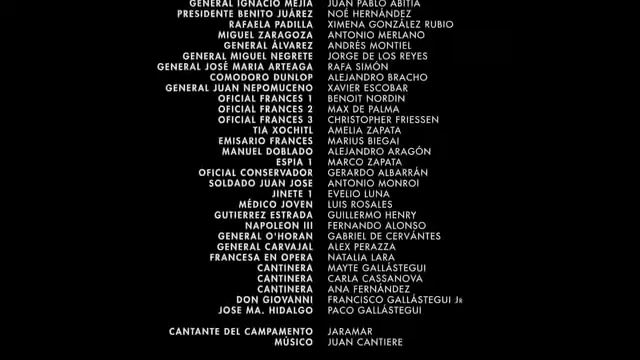 GENERAL IGNACIO MEJÍA JUAN PABLO ABITIA
PRESIDENTE BENITO JUÁREZ NOÉ HERNÁNDEZ
RAFAELA PADILLA XIMENA GONZÁLEZ RUBIO
MIGUEL ZARAGOZA ANTONIO MERLANO
GENERAL ÁLVAREZ ANDRÉS MONTIEL
GENERAL MIGUEL NEGRETE JORGE DE LOS REYES
GENERAL JOSÉ MARIA ARTEAGA RAFA SIMÓN
COMODORO DUNLOP ALEJANDRO BRACHO
GENERAL JUAN NEPOMUCENO XAVIER ESCOBAR
OFICIAL FRANCES 1 BENOIT NORDIN
OFICIAL FRANCES 2 MAX DE PALMA
OFICIAL FRANCES 3 CHRISTOPHER FRIESSEN
TIA XOCHITL AMELIA ZAPATA
EMISARIO FRANCES MARIUS BIEGAI
MANUEL DOBLADO ALEJANDRO ARAGÓN
ESPIA 1 MARCO ZAPATA
OFICIAL CONSERVADOR GERARDO ALBARRÁN
SOLDADO JUAN JOSE ANTONIO MONROI
JINETE 1 EVELIO LUNA
MÉDICO JOVEN LUIS ROSALES
GUTIERREZ ESTRADA GUILLERMO HENRY
NAPOLEON III FERNANDO ALONSO
GENERAL O'HORAN GABRIEL DE CERVÁNTES
GENERAL CARVAJAL ALEX PERAZZA
FRANCESA EN OPERA NATALIA LARA
CANTINERA MAYTE GALLÁSTEGUI
CANTINERA CARLA CASSANOVA
CANTINERA ANA FERNÁNDEZ
DON GIOVANNI FRANCISCO GALLÁSTEGUI JR
JOSE MA. HIDALGO PACO GALLÁSTEGUI
CANTANTE DEL CAMPAMENTO JARAMAR
MÚSICO JUAN CANTIERE